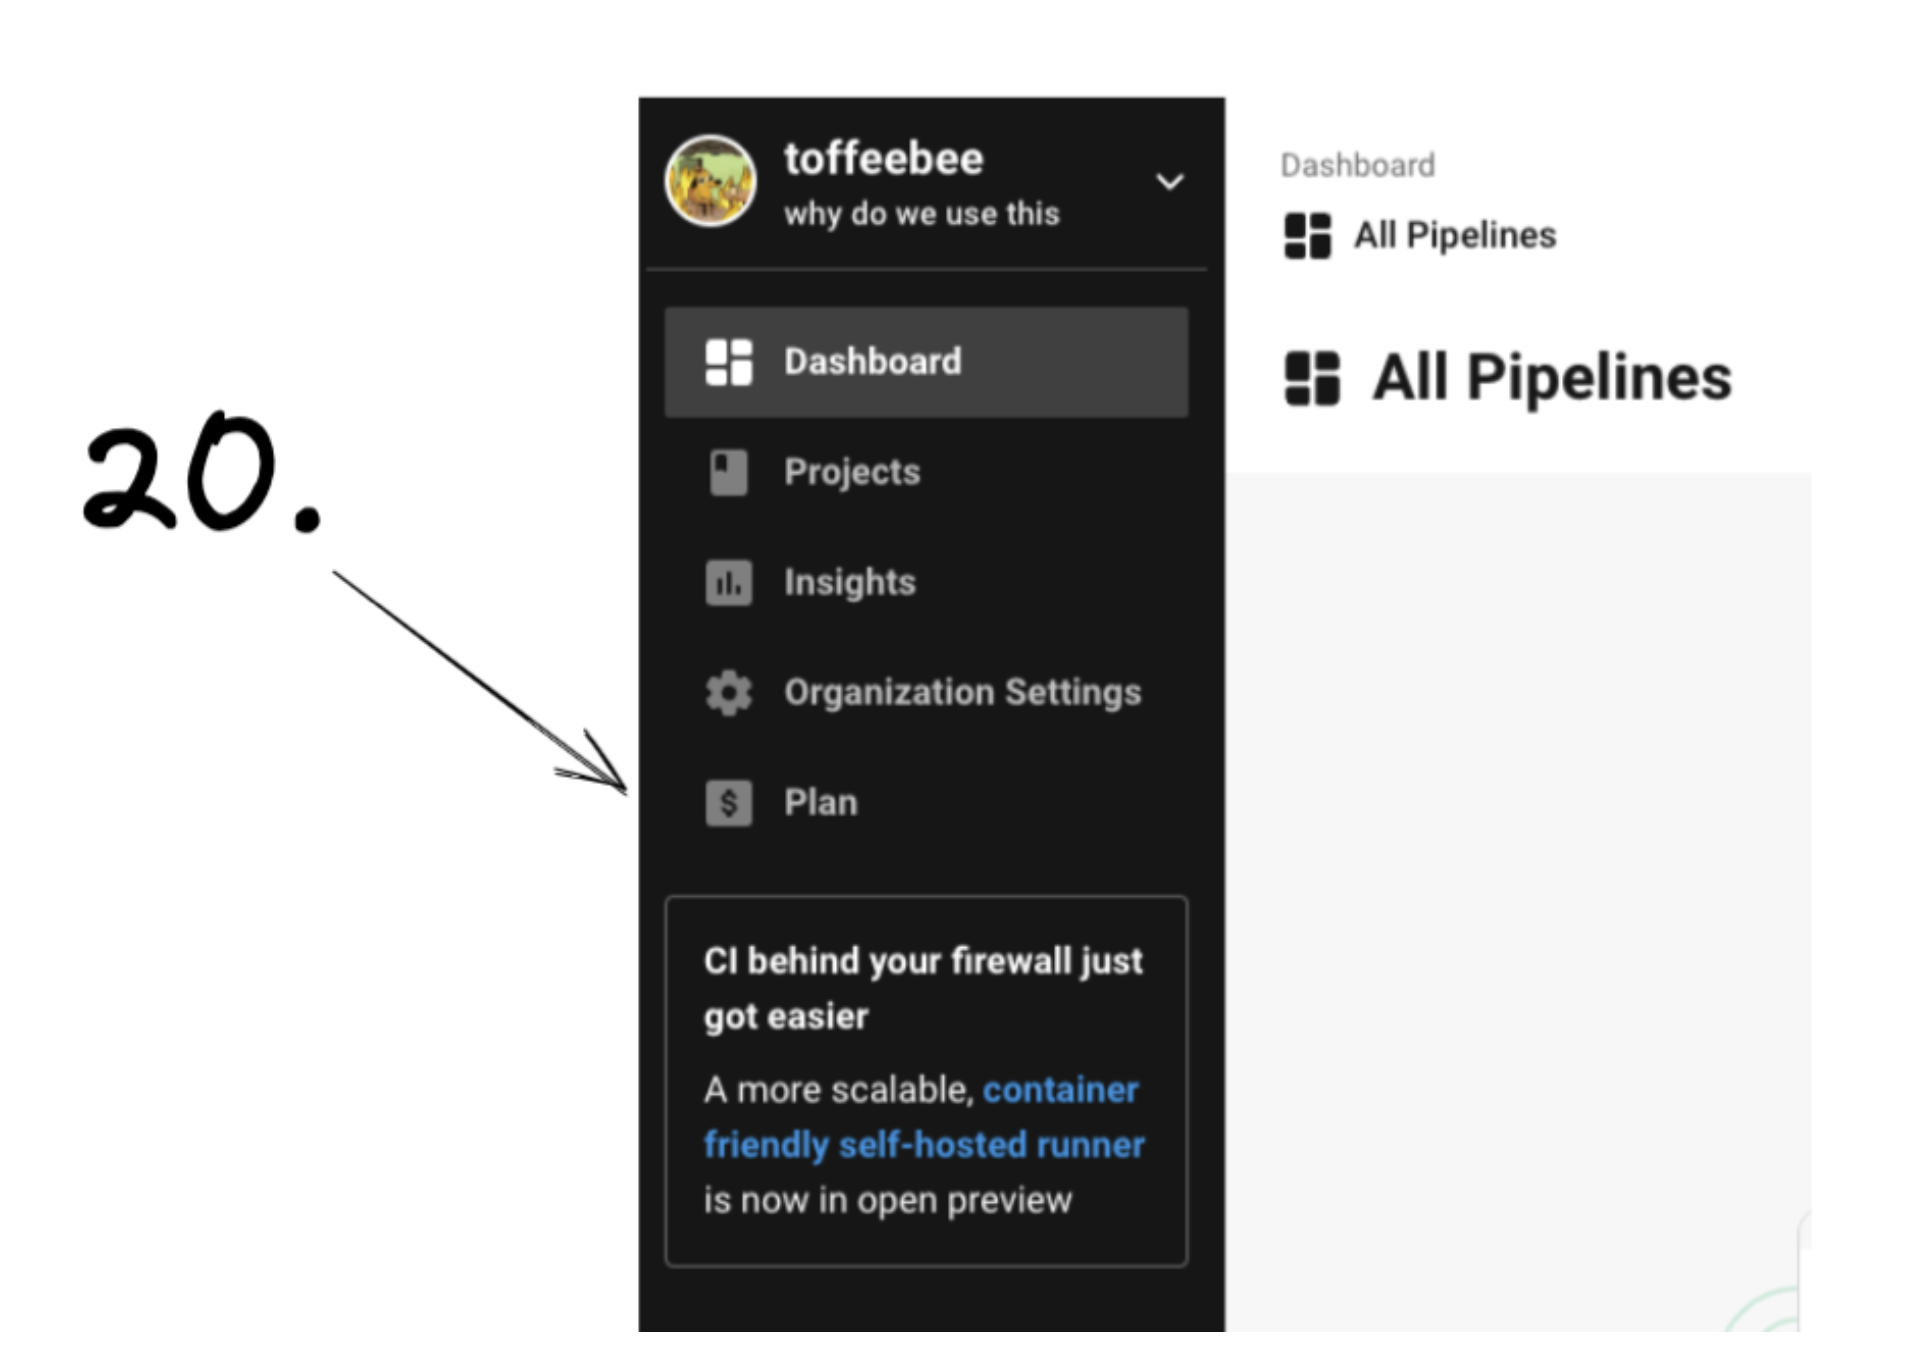 20.
toffeebee
why do we use this
Dashboard
Projects
Insights
Organization Settings
$ Plan
CI behind your firewall just
got easier
A more scalable, container
friendly self-hosted runner
is now in open preview
Dashboard
All Pipelines
All Pipelines